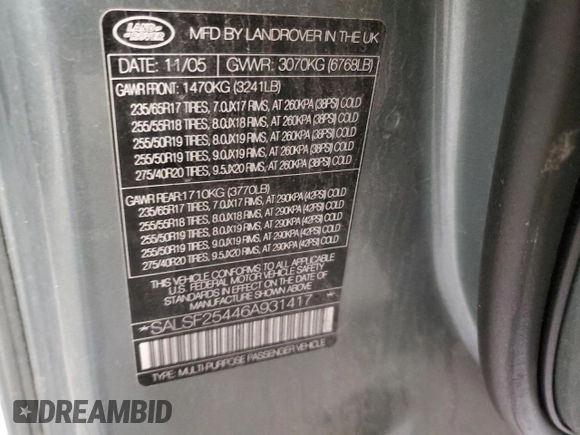 LAND
ROVER
MFD BY LANDROVER IN THE UK
DATE: 11/05 GVWR: 3070KG (6768LB)
GAWR FRONT: 1470KG (3241LB)
235/65R17 TIRES, 7.0JX17 RIMS, AT 260KPA (38PSI) COLD
255/55R18 TIRES, 8.0JX18 RIMS, AT 260KPA (38PSI) COLD
255/50R19 TIRES, 8.0JX19 RIMS, AT 260KPA (38PSI) COLD
255/50R19 TIRES, 9.0JX19 RIMS, AT 260KPA (38PSI) COLD
275/40R20 TIRES, 9.5JX20 RIMS, AT 260KPA (38PSI) COLD
GAWR REAR: 1710KG (3770LB)
235/65R17 TIRES, 7.0JX17 RIMS, AT 290KPA (42PSI) COLD
255/55R18 TIRES, 8.0JX18 RIMS, AT 290KPA (42PSI) COLD
255/50R19 TIRES, 8.0JX19 RIMS, AT 290KPA (42PSI) COLD
255/50R19 TIRES, 9.0JX19 RIMS, AT 290KPA (42PSI) COLD
275/40R20 TIRES, 9.5JX20 RIMS, AT 290KPA (42PSI) COLD
THIS VEHICLE CONFORMS TO ALL APPLICABLE
U.S. FEDERAL MOTOR VEHICLE SAFETY
STANDARDS IN EFFECT ON THE DATE OF
MANUFACTURE SHOWN ABOVE.
*SALSF25446A931417*
TYPE: MULTI-PURPOSE PASSENGER VEHICLE
DREAMBID